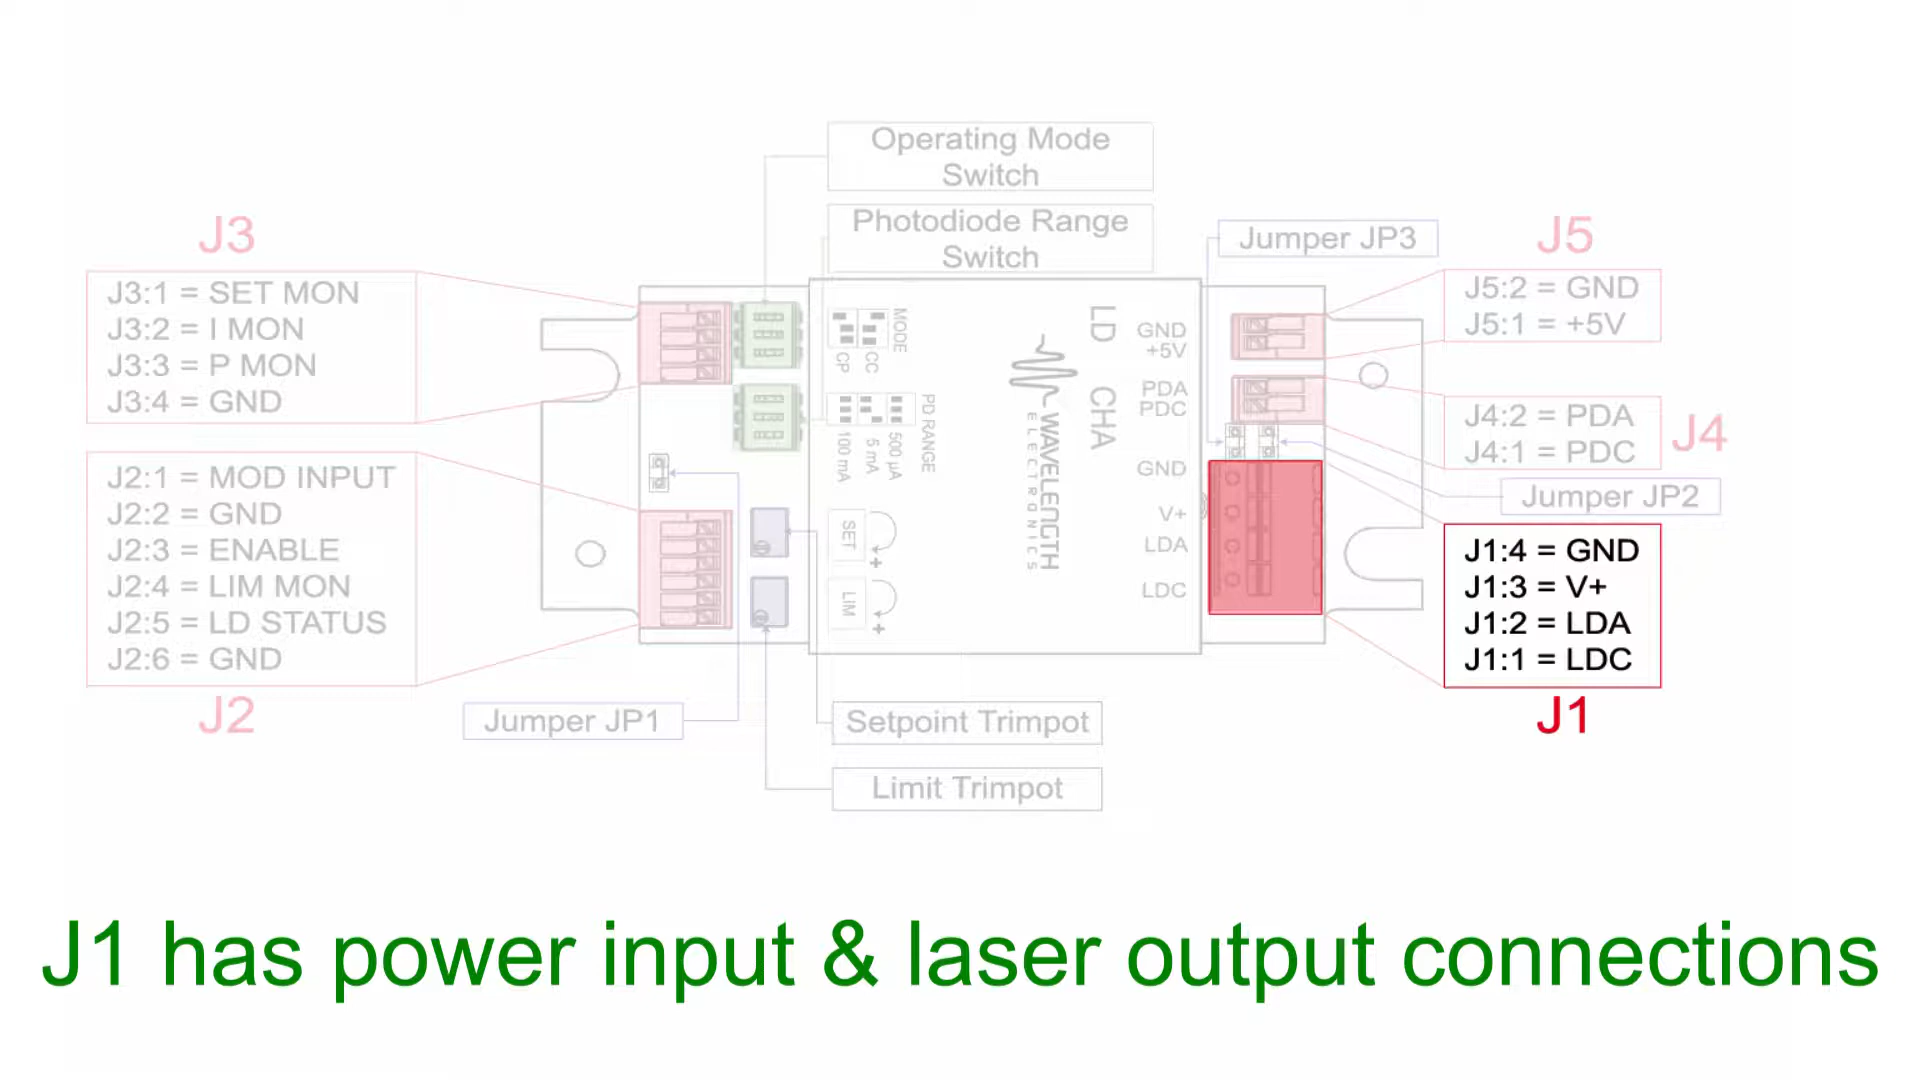 Operating Mode
Switch
Photodiode Range
Switch
Jumper JP3
J3
J3:1 = SET MON
J3:2 = I MON
J3:3 = P MON
J3:4 = GND
J5
J5:2 = GND
J5:1 = +5V
MODE
CP
CC
PD RANGE
100 mA
5 mA
500 µA
SET
+
LIM
+
LD
CHA
WAVELENGTH
ELECTRONICS
GND
+5V
PDA
PDC
GND
V+
LDA
LDC
J4:2 = PDA
J4:1 = PDC
J4
Jumper JP2
J2:1 = MOD INPUT
J2:2 = GND
J2:3 = ENABLE
J2:4 = LIM MON
J2:5 = LD STATUS
J2:6 = GND
J2
J1:4 = GND
J1:3 = V+
J1:2 = LDA
J1:1 = LDC
J1
Jumper JP1
Setpoint Trimpot
Limit Trimpot
J1 has power input & laser output connections